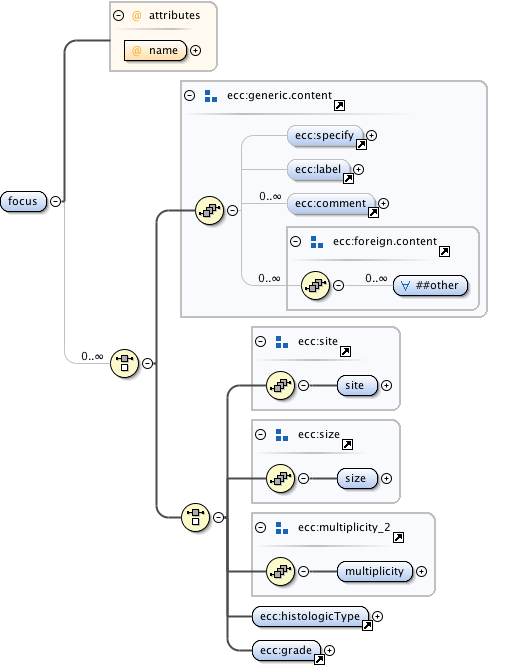 @ attributes
@ name
ecc:generic.content
ecc:specify
ecc:label
0..∞
ecc:comment
focus
ecc:foreign.content
0..∞
0..∞
∀ ##other
0..∞
ecc:site
site
ecc:size
size
ecc:multiplicity_2
multiplicity
ecc:histologicType
ecc:grade